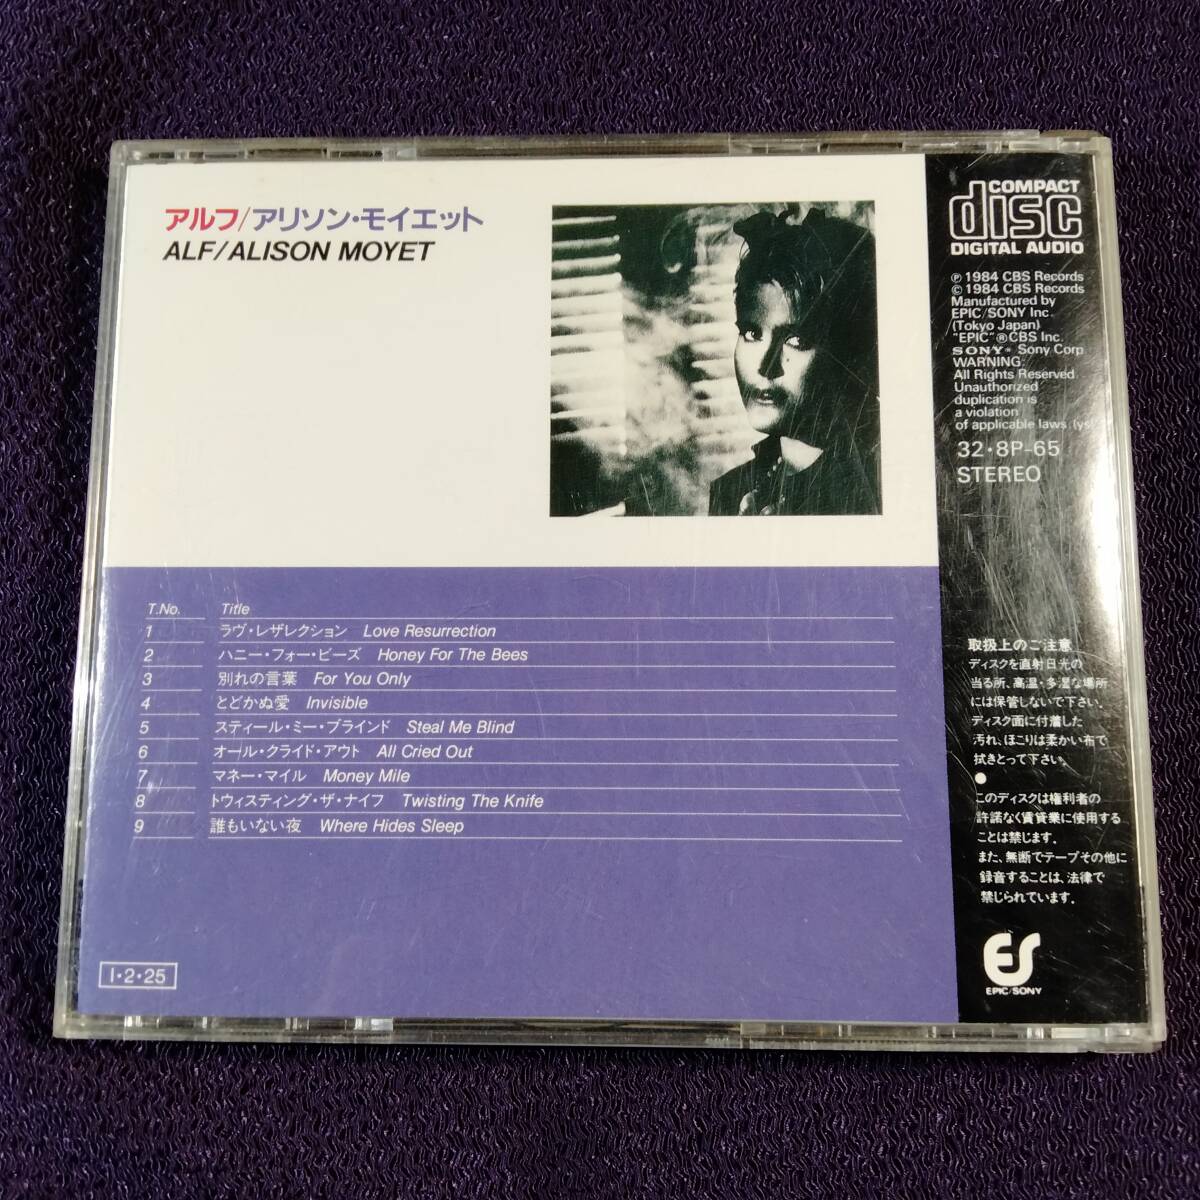 アルフ/アリソン・モイエット
ALF/ALISON MOYET
T.No. Title
1 ラヴ・レザレクション Love Resurrection
2 ハニー・フォー・ビーズ Honey For The Bees
3 別れの言葉 For You Only
4 とどかぬ愛 Invisible
5 スティール・ミー・ブラインド Steal Me Blind
6 オール・クライド・アウト All Cried Out
7 マネー・マイル Money Mile
8 トウィスティング・ザ・ナイフ Twisting The Knife
9 誰もいない夜 Where Hides Sleep
I・2・25
COMPACT
disc
DIGITAL AUDIO
℗ 1984 CBS Records
© 1984 CBS Records
Manufactured by
EPIC/SONY Inc.
(Tokyo Japan)
"EPIC"®CBS Inc.
SONY® Sony Corp
WARNING:
All Rights Reserved
Unauthorized
duplication is
a violation
of applicable laws (ys)
32・8P-65
STEREO
取扱上のご注意
ディスクを直射日光の
当る所、高温・多湿な場所
には保管しないで下さい。
ディスク面に付着した
汚れ、ほこりは柔かい布で
拭きとって下さい。
●
このディスクは権利者の
許諾なく賃貸業に使用する
ことは禁じます。
また、無断でテープその他に
録音することは、法律で
禁じられています。
ES
EPIC/SONY